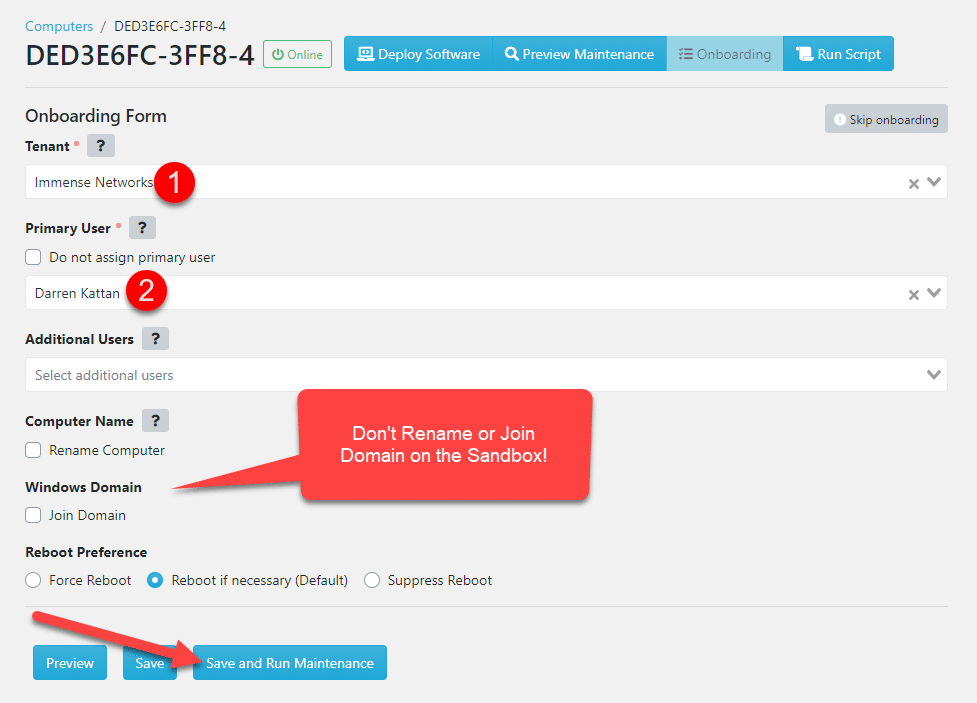 Computers / DED3E6FC-3FF8-4
DED3E6FC-3FF8-4 Online Deploy Software Preview Maintenance Onboarding Run Script
Onboarding Form
Skip onboarding
Tenant * ?
Immense Networks 1
Primary User * ?
Do not assign primary user
Darren Kattan 2
Additional Users ?
Select additional users
Computer Name ?
Rename Computer
Don't Rename or Join
Domain on the Sandbox!
Windows Domain
Join Domain
Reboot Preference
Force Reboot Reboot if necessary (Default) Suppress Reboot
Preview Save Save and Run Maintenance